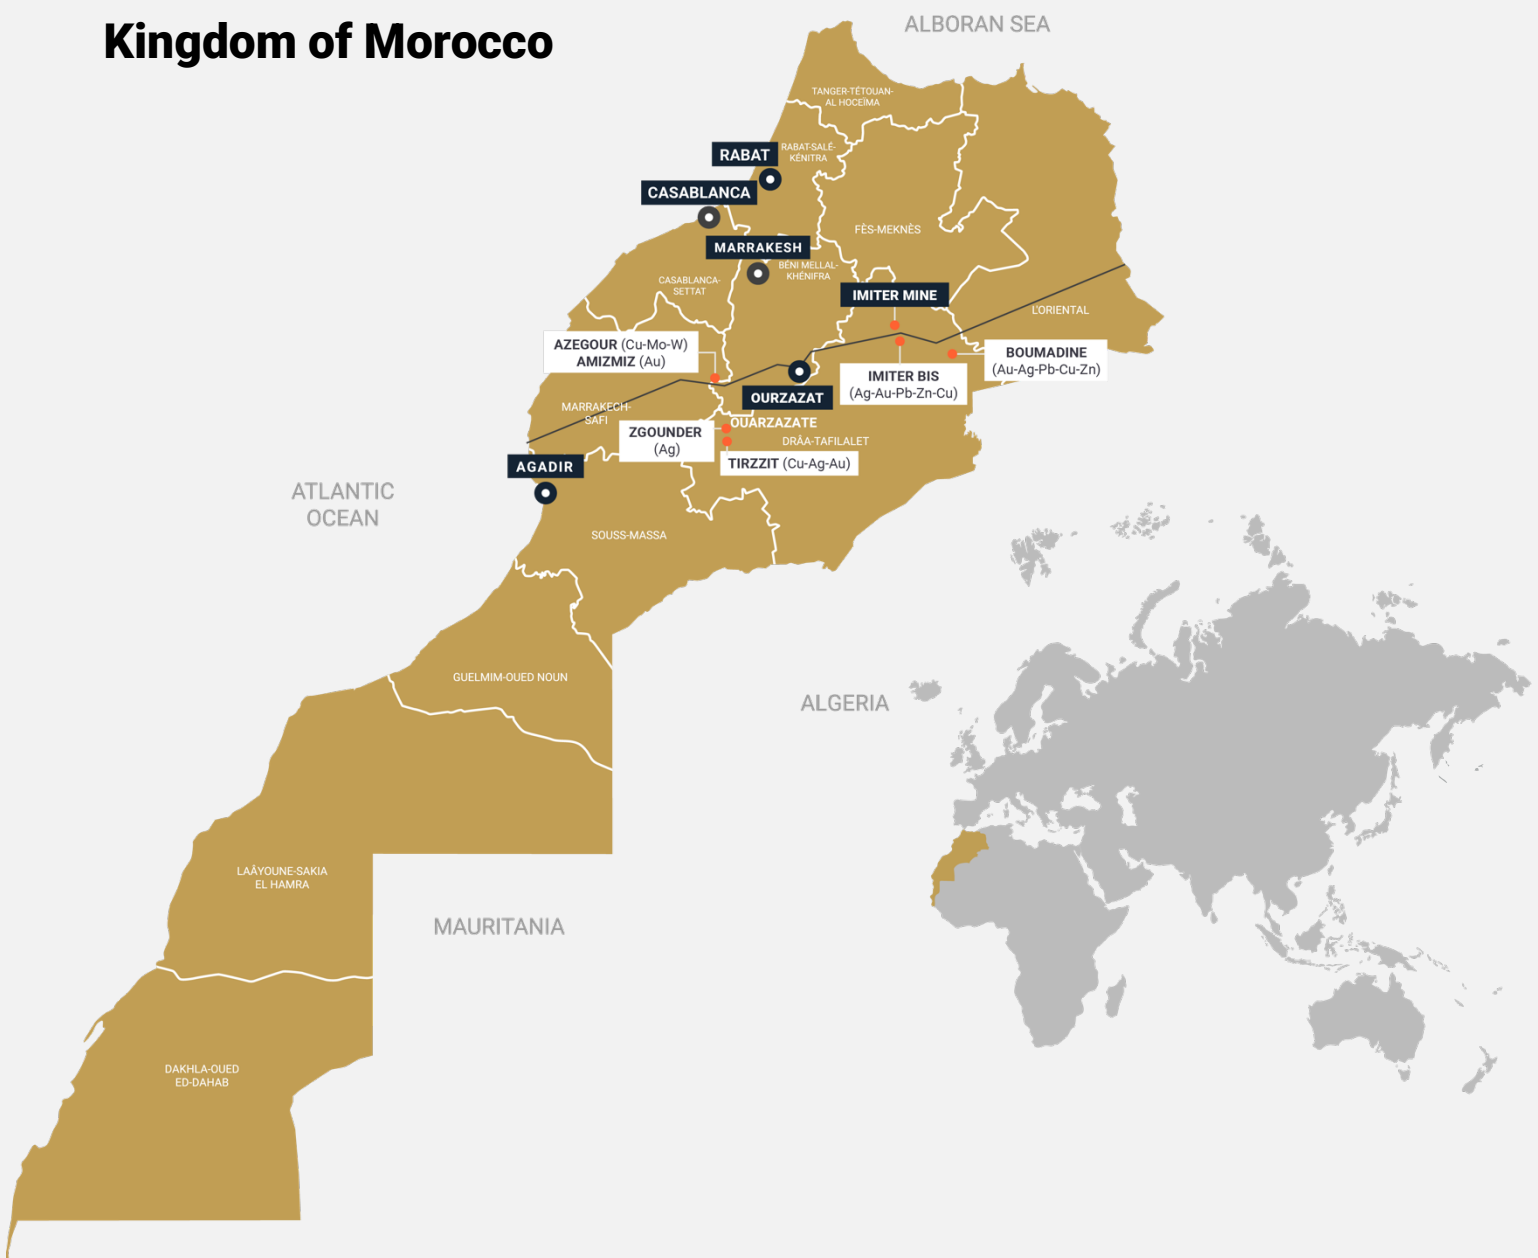 Kingdom of Morocco
ALBORAN SEA
TANGER-TÉTOUAN-
AL HOCEÏMA
RABAT
RABAT-SALÉ-
KÉNITRA
CASABLANCA
FÈS-MEKNÈS
MARRAKESH
BÉNI MELLAL-
KHÉNIFRA
CASABLANCA-
SETTAT
IMITER MINE
L'ORIENTAL
AZEGOUR (Cu-Mo-W)
AMIZMIZ (Au)
BOUMADINE
(Au-Ag-Pb-Cu-Zn)
IMITER BIS
(Ag-Au-Pb-Zn-Cu)
OURZAZAT
MARRAKECH-
SAFI
OUARZAZATE
ZGOUNDER
(Ag)
DRÂA-TAFILALET
TIRZZIT (Cu-Ag-Au)
AGADIR
ATLANTIC
OCEAN
SOUSS-MASSA
GUELMIM-OUED NOUN
ALGERIA
LAÂYOUNE-SAKIA
EL HAMRA
MAURITANIA
DAKHLA-OUED
ED-DAHAB